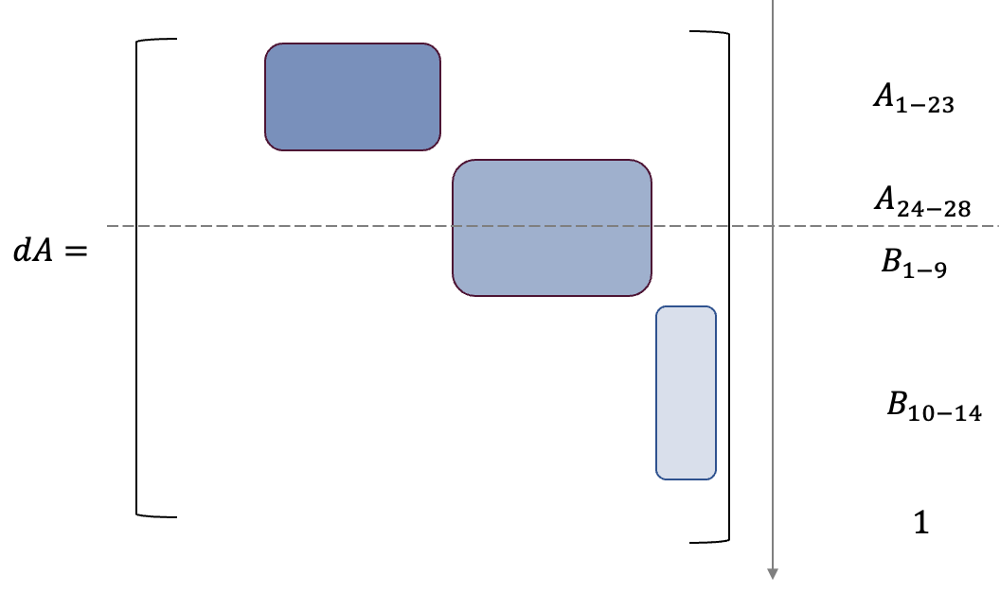 A₁₋₂₃
A₂₄₋₂₈
dA =
B₁₋₉
B₁₀₋₁₄
1